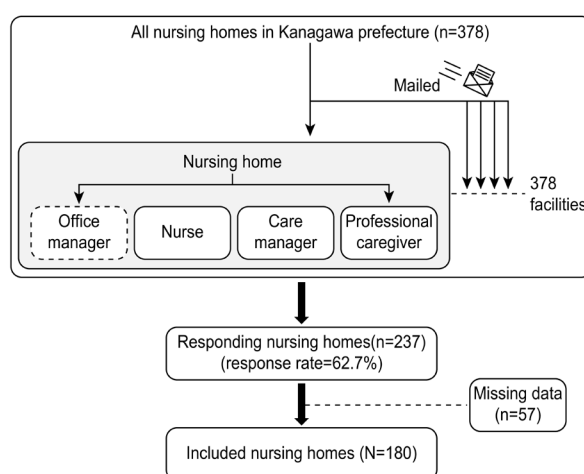 All nursing homes in Kanagawa prefecture (n=378)
Mailed
Nursing home
378
facilities
Office
manager
Nurse
Care
manager
Professional
caregiver
Responding nursing homes(n=237)
(response rate=62.7%)
Missing data
(n=57)
Included nursing homes (N=180)